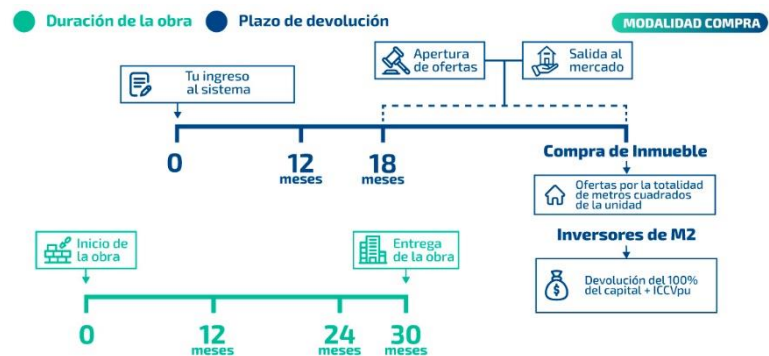 Duración de la obra
Plazo de devolución
MODALIDAD COMPRA
Apertura
de ofertas
Salida al
mercado
Tu ingreso
al sistema
0
12
meses
18
meses
Compra de Inmueble
Ofertas por la totalidad
de metros cuadrados
de la unidad
Inversores de M2
Devolución del 100%
del capital + ICCVpu
Inicio de
la obra
Entrega
de la obra
0
12
meses
24
meses
30
meses